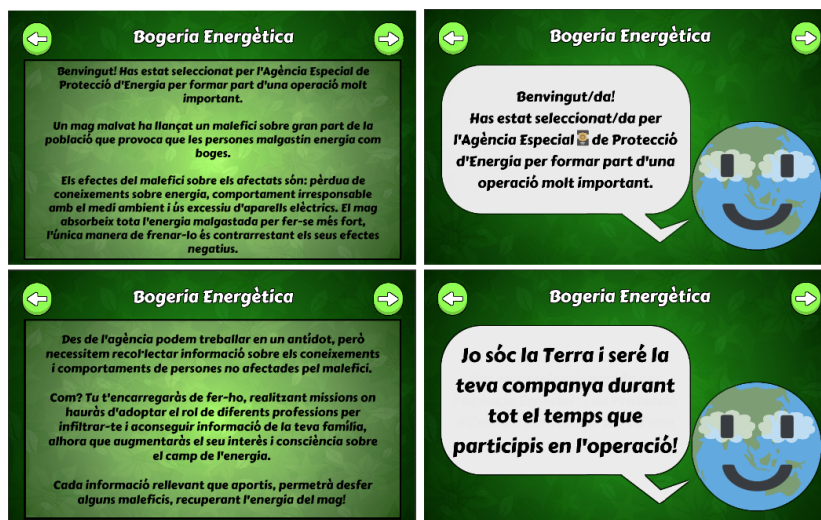 Bogeria Energètica
Benvingut! Has estat seleccionat per l'Agència Especial de
Protecció d'Energia per formar part d'una operació molt
important.
Un mag malvat ha llançat un malefici sobre gran part de la
població que provoca que les persones malgastin energia com
boges.
Els efectes del malefici sobre els afectats són: pèrdua de
coneixements sobre energia, comportament irresponsable
amb el medi ambient i ús excessiu d'aparells elèctrics. El mag
absorbeix tota l'energia malgastada per fer-se més fort,
l'única manera de frenar-lo és contrarrestant els seus efectes
negatius.
Bogeria Energètica
Benvingut/da!
Has estat seleccionat/da per
l'Agència Especial de Protecció
d'Energia per formar part d'una
operació molt important.
Bogeria Energètica
Des de l'agència podem treballar en un antídot, però
necessitem recol·lectar informació sobre els coneixements
i comportaments de persones no afectades pel malefici.
Com? Tu t'encarregaràs de fer-ho, realitzant missions on
hauràs d'adoptar el rol de diferents professions per
infiltrar-te i aconseguir informació de la teva família,
alhora que augmentaràs el seu interès i consciència sobre
el camp de l'energia.
Cada informació rellevant que aportis, permetrà desfer
alguns maleficis, recuperant l'energia del mag!
Bogeria Energètica
Jo sóc la Terra i seré la
teva companya durant
tot el temps que
participis en l'operació!